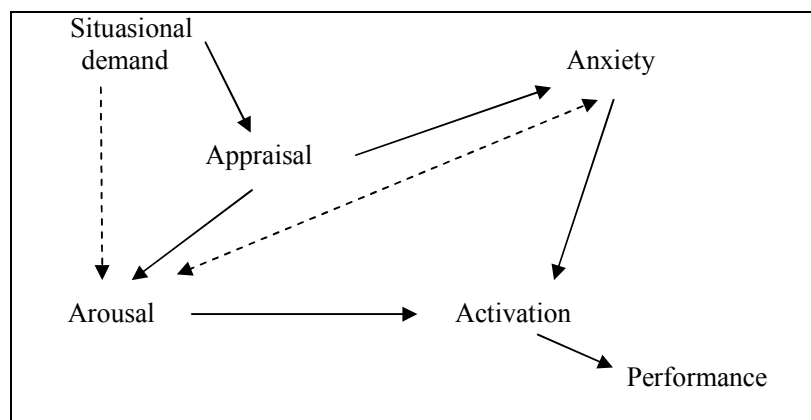 Situasional
demand
Anxiety
Appraisal
Arousal
Activation
Performance